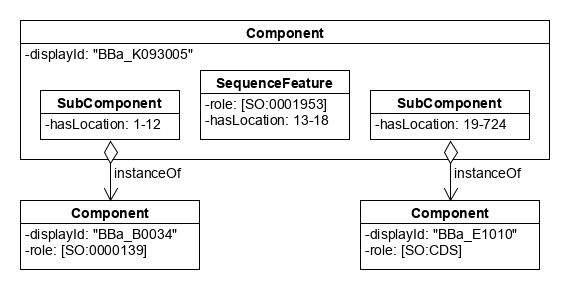 Component
-displayId: "BBa_K093005"
SubComponent
-hasLocation: 1-12
SequenceFeature
-role: [SO:0001953]
-hasLocation: 13-18
SubComponent
-hasLocation: 19-724
instanceOf
instanceOf
Component
-displayId: "BBa_B0034"
-role: [SO:0000139]
Component
-displayId: "BBa_E1010"
-role: [SO:CDS]